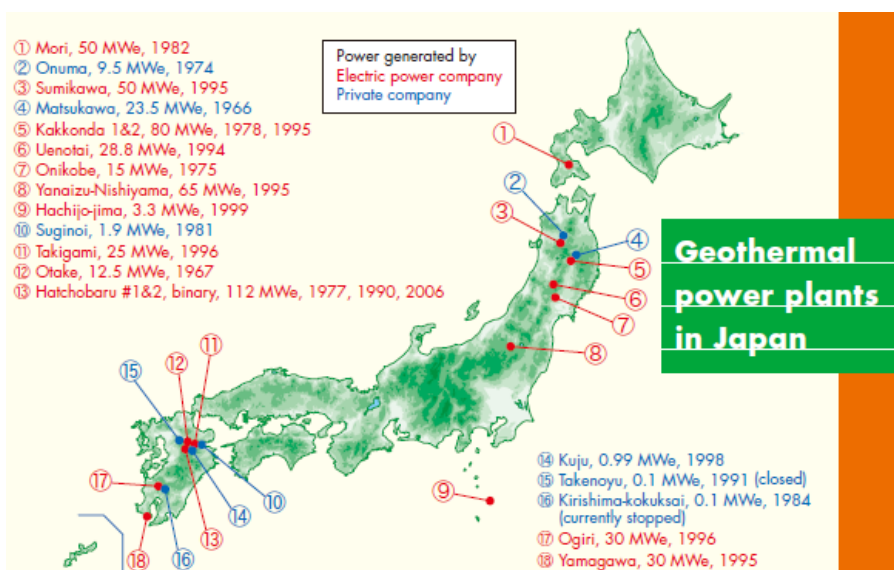 ① Mori, 50 MWe, 1982
② Onuma, 9.5 MWe, 1974
③ Sumikawa, 50 MWe, 1995
④ Matsukawa, 23.5 MWe, 1966
⑤ Kakkonda 1&2, 80 MWe, 1978, 1995
⑥ Uenotai, 28.8 MWe, 1994
⑦ Onikobe, 15 MWe, 1975
⑧ Yanaizu-Nishiyama, 65 MWe, 1995
⑨ Hachijo-jima, 3.3 MWe, 1999
⑩ Suginoi, 1.9 MWe, 1981
⑪ Takigami, 25 MWe, 1996
⑫ Otake, 12.5 MWe, 1967
⑬ Hatchobaru #1&2, binary, 112 MWe, 1977, 1990, 2006
Power generated by
Electric power company
Private company
①
②
③
④
⑤
⑥
⑦
⑧
Geothermal
power plants
in Japan
⑪
⑫
⑮
⑰
⑨
⑩
⑭
⑬
⑱
⑯
⑭ Kuju, 0.99 MWe, 1998
⑮ Takenoyu, 0.1 MWe, 1991 (closed)
⑯ Kirishima-kokuksai, 0.1 MWe, 1984
(currently stopped)
⑰ Ogiri, 30 MWe, 1996
⑱ Yamagawa, 30 MWe, 1995